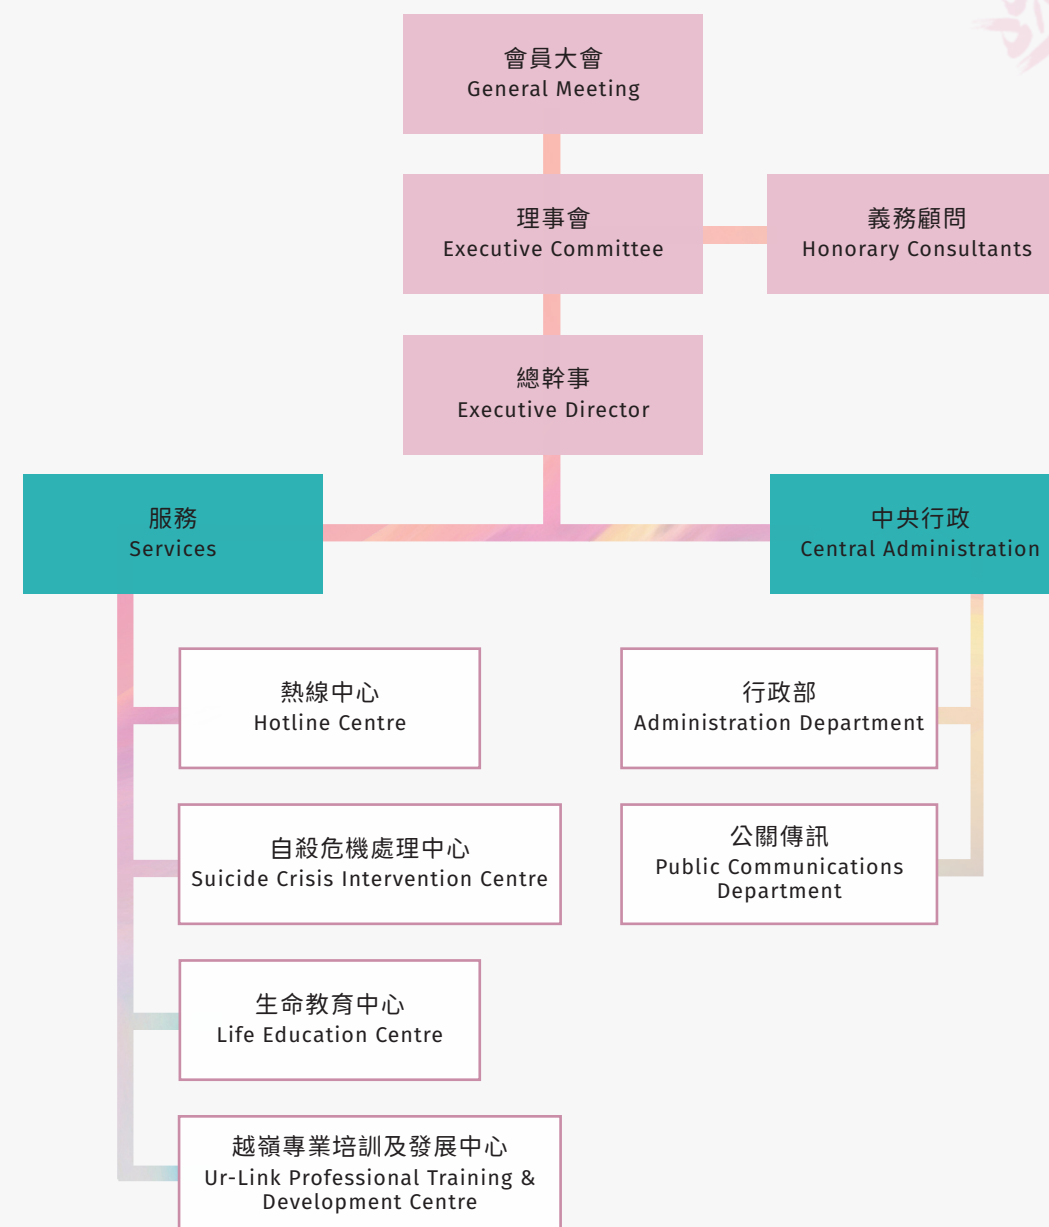 會員大會
General Meeting
理事會
Executive Committee
義務顧問
Honorary Consultants
總幹事
Executive Director
服務
Services
中央行政
Central Administration
熱線中心
Hotline Centre
自殺危機處理中心
Suicide Crisis Intervention Centre
生命教育中心
Life Education Centre
越嶺專業培訓及發展中心
Ur-Link Professional Training &
Development Centre
行政部
Administration Department
公關傳訊
Public Communications
Department